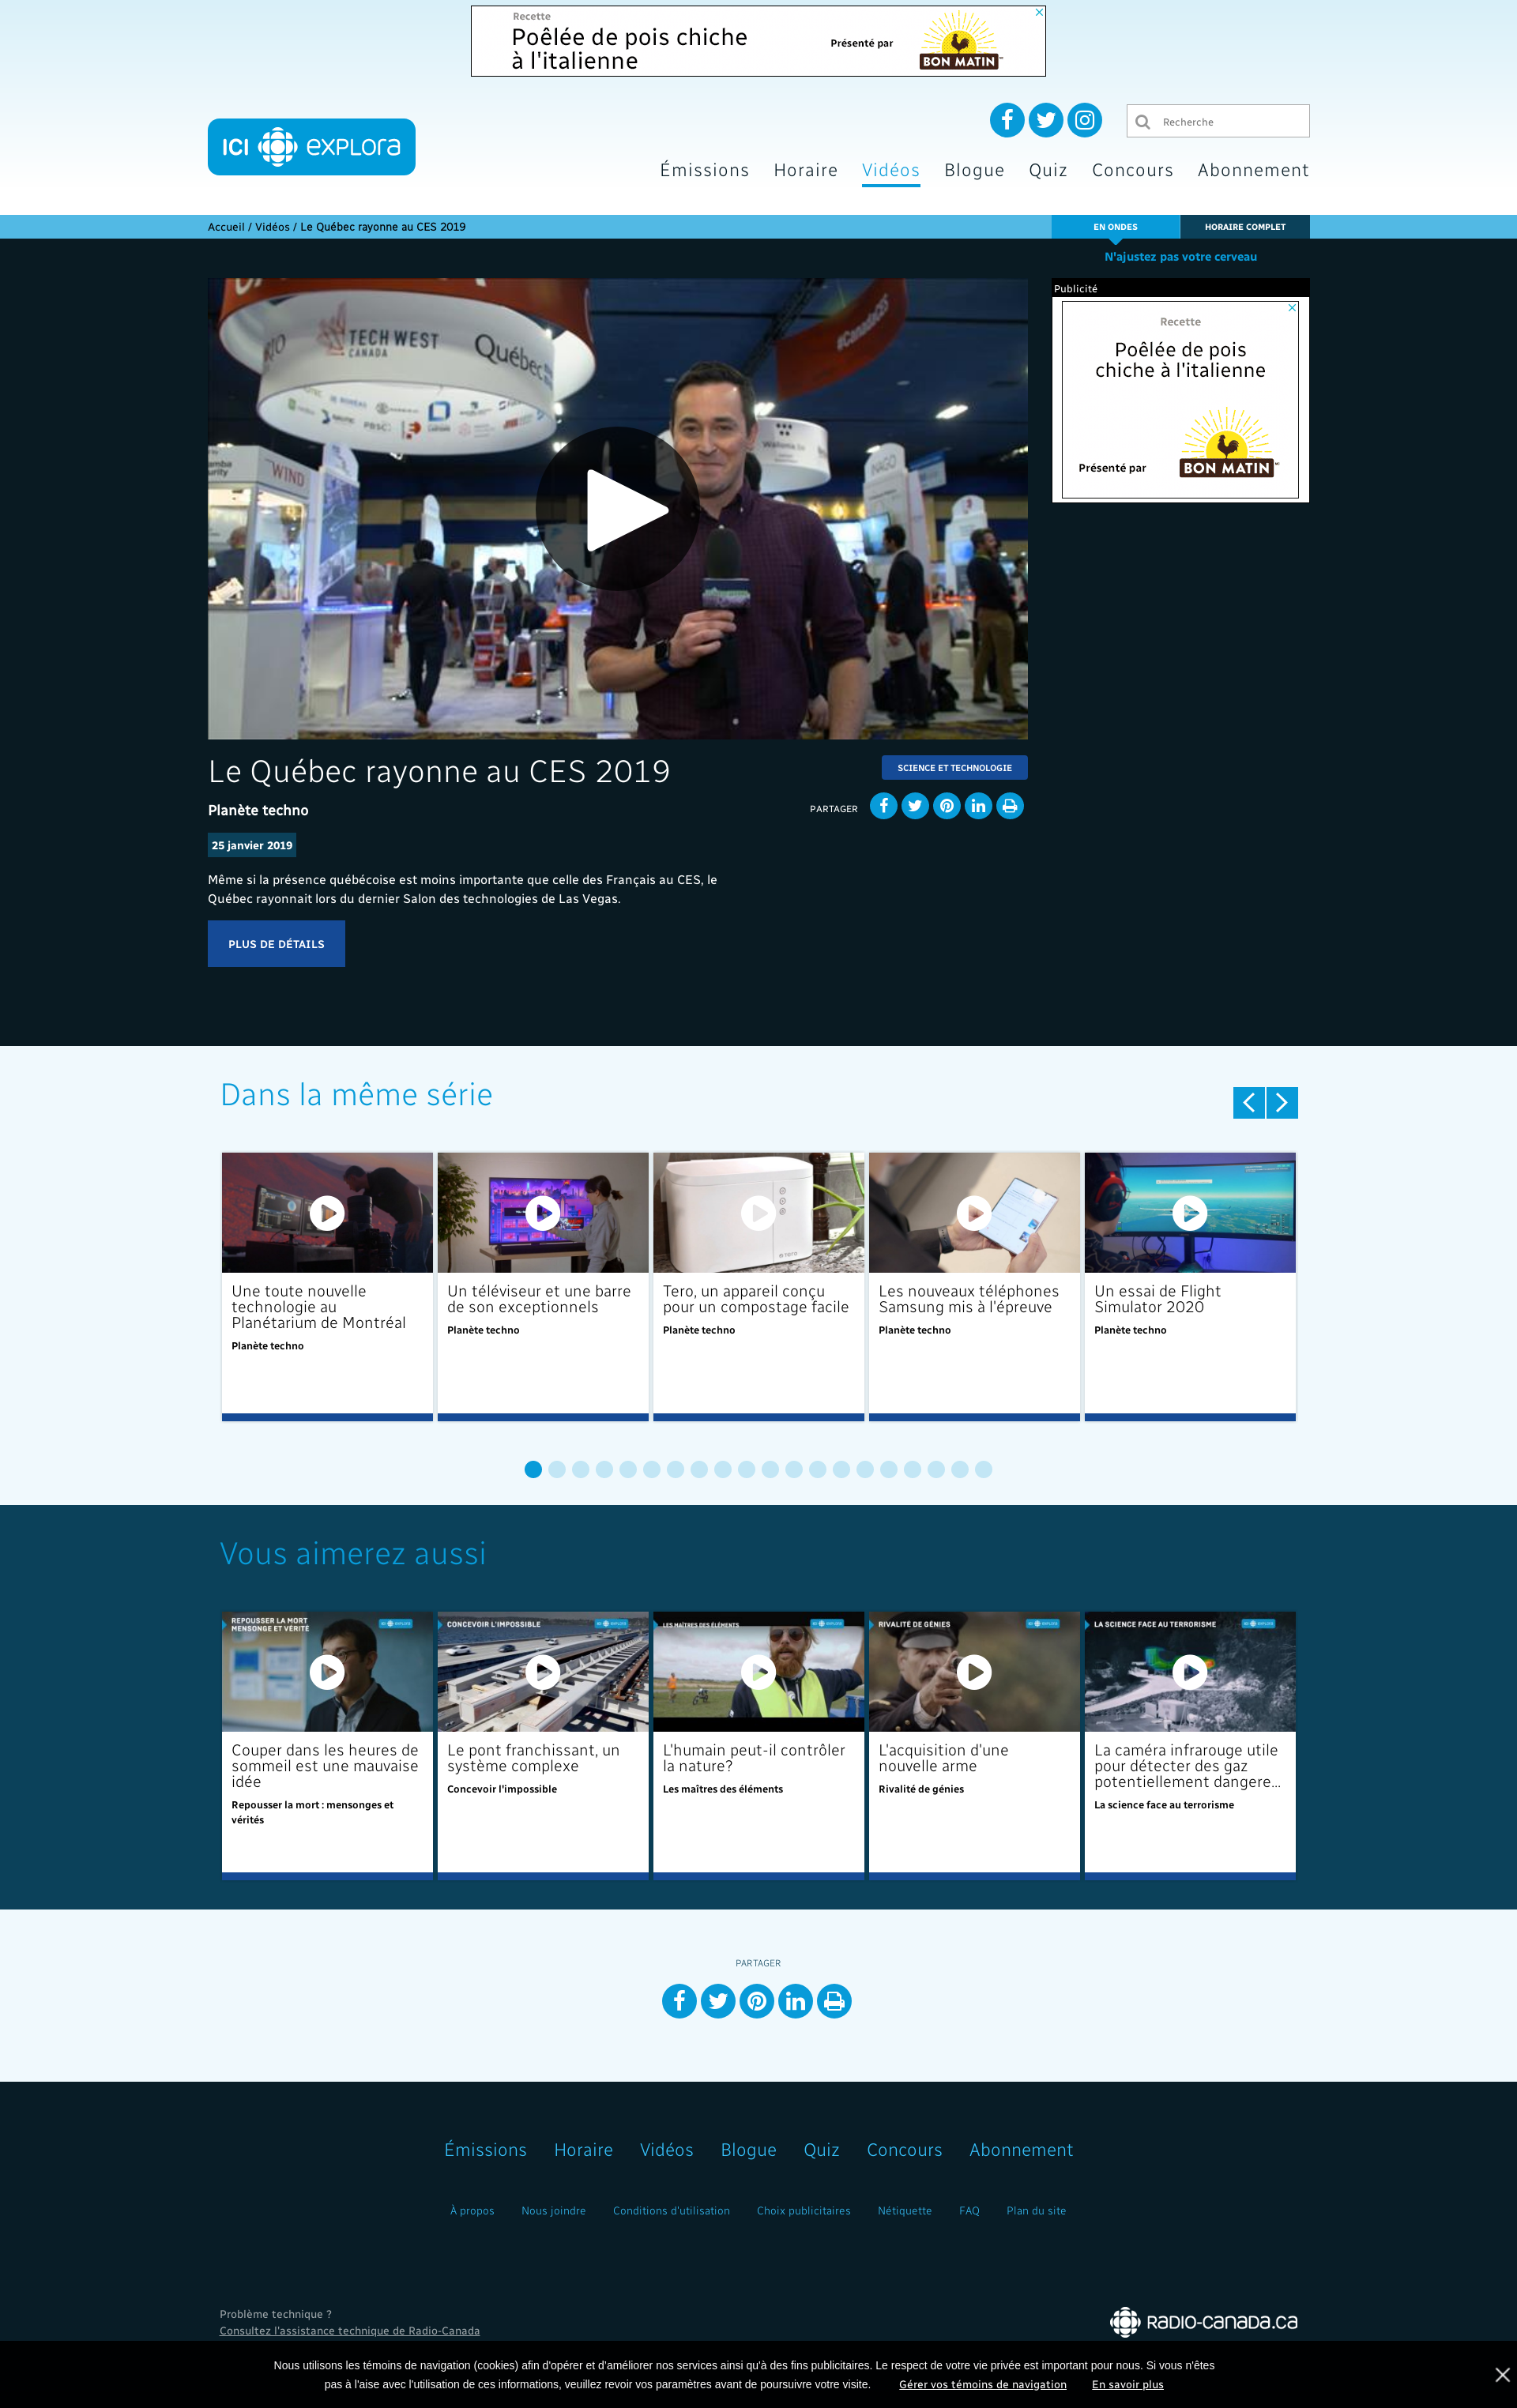 Recette
Poêlée de pois chiche
à l'italienne
Présenté par
BON MATIN
ICI explora
Recherche
Émissions Horaire Vidéos Blogue Quiz Concours Abonnement
Accueil / Vidéos / Le Québec rayonne au CES 2019
EN ONDES
HORAIRE COMPLET
N'ajustez pas votre cerveau
Publicité
Recette
Poêlée de pois
chiche à l'italienne
Présenté par
BON MATIN
TECH WEST
CANADA
Québec
#CanadaCES
WIND
Le Québec rayonne au CES 2019
SCIENCE ET TECHNOLOGIE
Planète techno
PARTAGER
25 janvier 2019
Même si la présence québécoise est moins importante que celle des Français au CES, le
Québec rayonnait lors du dernier Salon des technologies de Las Vegas.
PLUS DE DÉTAILS
Dans la même série
Une toute nouvelle
technologie au
Planétarium de Montréal
Planète techno
Un téléviseur et une barre
de son exceptionnels
Planète techno
Tero, un appareil conçu
pour un compostage facile
Planète techno
Les nouveaux téléphones
Samsung mis à l'épreuve
Planète techno
Un essai de Flight
Simulator 2020
Planète techno
Vous aimerez aussi
REPOUSSER LA MORT
MENSONGE ET VÉRITÉ
Couper dans les heures de
sommeil est une mauvaise
idée
Repousser la mort : mensonges et
vérités
CONCEVOIR L'IMPOSSIBLE
Le pont franchissant, un
système complexe
Concevoir l'impossible
LES MAÎTRES DES ÉLÉMENTS
L'humain peut-il contrôler
la nature?
Les maîtres des éléments
RIVALITÉ DE GÉNIES
L'acquisition d'une
nouvelle arme
Rivalité de génies
LA SCIENCE FACE AU TERRORISME
La caméra infrarouge utile
pour détecter des gaz
potentiellement dangere...
La science face au terrorisme
PARTAGER
Émissions Horaire Vidéos Blogue Quiz Concours Abonnement
À propos Nous joindre Conditions d'utilisation Choix publicitaires Nétiquette FAQ Plan du site
Problème technique ?
Consultez l'assistance technique de Radio-Canada
RADIO-CANADA.CA
Nous utilisons les témoins de navigation (cookies) afin d'opérer et d'améliorer nos services ainsi qu'à des fins publicitaires. Le respect de votre vie privée est important pour nous. Si vous n'êtes
pas à l'aise avec l'utilisation de ces informations, veuillez revoir vos paramètres avant de poursuivre votre visite. Gérer vos témoins de navigation En savoir plus